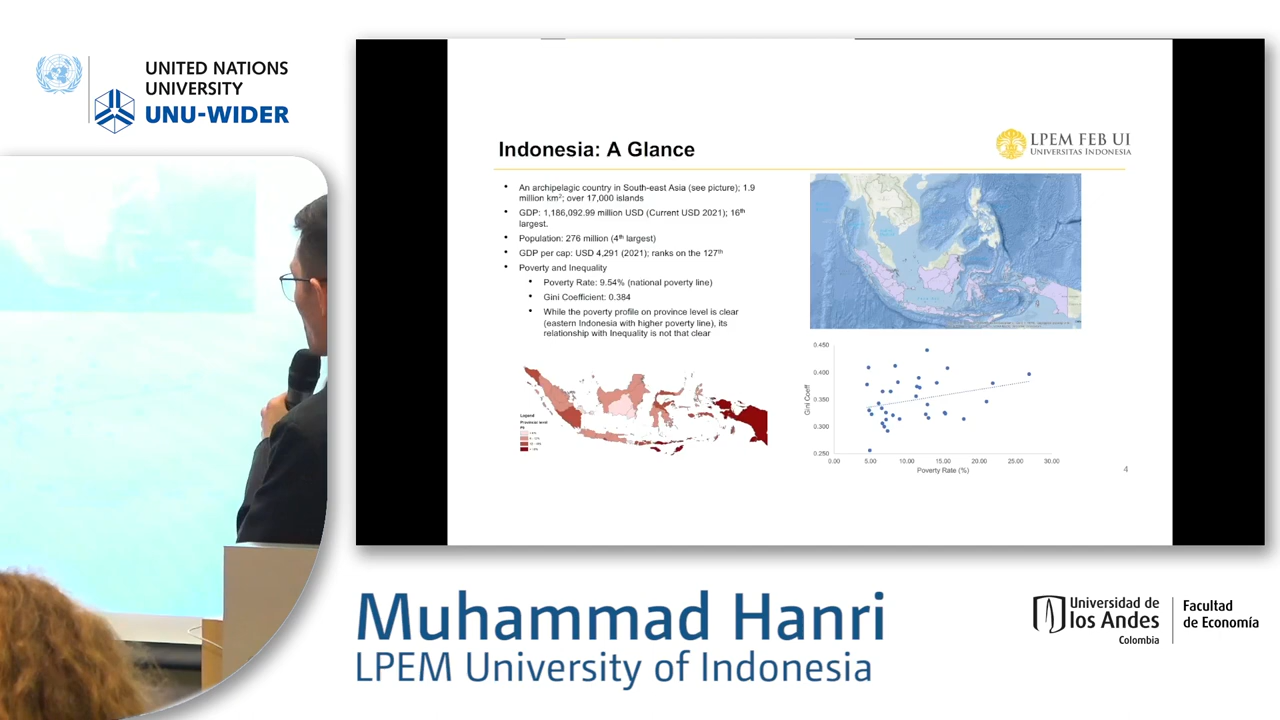 UNITED NATIONS
UNIVERSITY
UNU-WIDER
Indonesia: A Glance
LPEM FEB UI
UNIVERSITAS INDONESIA
• An archipelagic country in South-east Asia (see picture); 1.9
million km²; over 17,000 islands
• GDP: 1,186,092.99 million USD (Current USD 2021); 16th
largest.
• Population: 276 million (4th largest)
• GDP per cap: USD 4,291 (2021); ranks on the 127th
• Poverty and Inequality
• Poverty Rate: 9.54% (national poverty line)
• Gini Coefficient: 0.384
• While the poverty profile on province level is clear
(eastern Indonesia with higher poverty line), its
relationship with Inequality is not that clear
Legend
Provincial level
0.450
0.400
0.350
0.300
0.250
Gini Coeff
0.00 5.00 10.00 15.00 20.00 25.00 30.00
Poverty Rate (%)
4
Muhammad Hanri
LPEM University of Indonesia
Universidad de
los Andes
Colombia
Facultad
de Economía